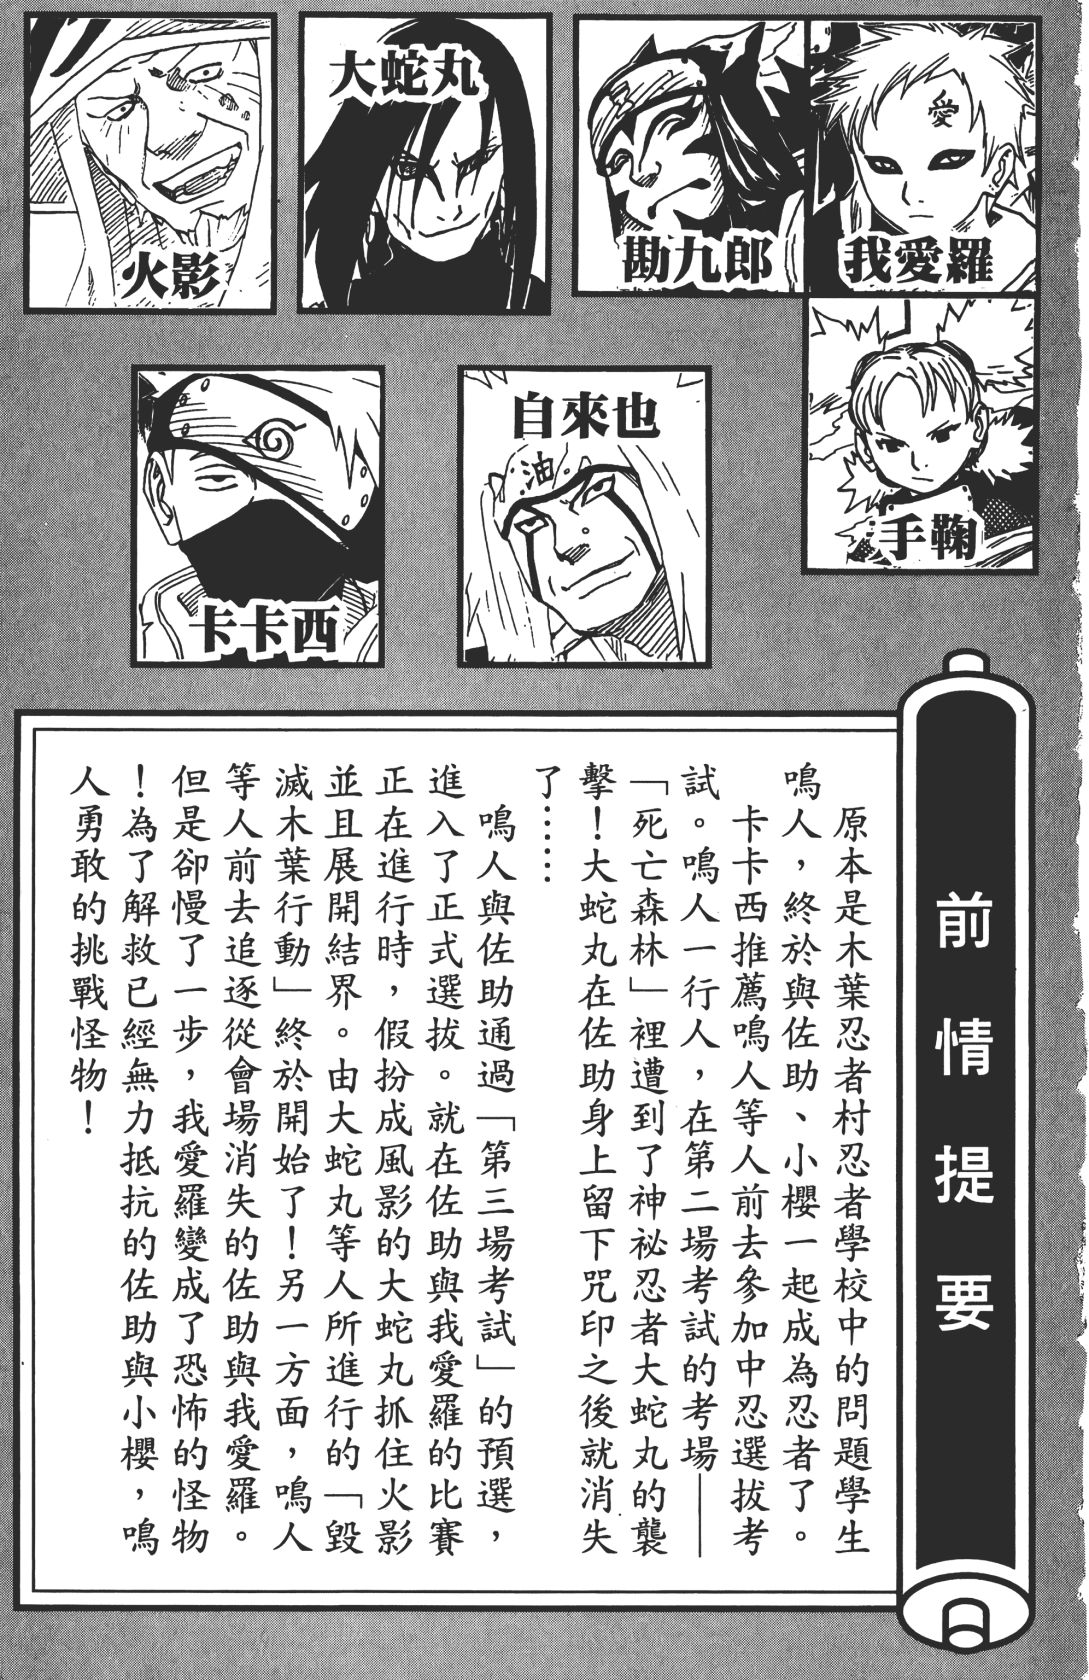 我愛羅
愛
勘九郎
大蛇丸
火影
手鞠
自來也
油
卡卡西
前情提要
原本是木葉忍者村忍者學校中的問題學生
鳴人，終於與佐助、小櫻一起成為忍者了。
卡卡西推薦鳴人等人前去參加中忍選拔考
試。鳴人一行人，在第二場考試的考場——
「死亡森林」裡遭到了神祕忍者大蛇丸的襲
擊！大蛇丸在佐助身上留下咒印之後就消失
了……
鳴人與佐助通過「第三場考試」的預選，
進入了正式選拔。就在佐助與我愛羅的比賽
正在進行時，假扮成風影的大蛇丸抓住火影
並且展開結界。由大蛇丸等人所進行的「毀
滅木葉行動」終於開始了！另一方面，鳴人
等人前去追逐從會場消失的佐助與我愛羅。
但是卻慢了一步，我愛羅變成了恐怖的怪物
！為了解救已經無力抵抗的佐助與小櫻，鳴
人勇敢的挑戰怪物！